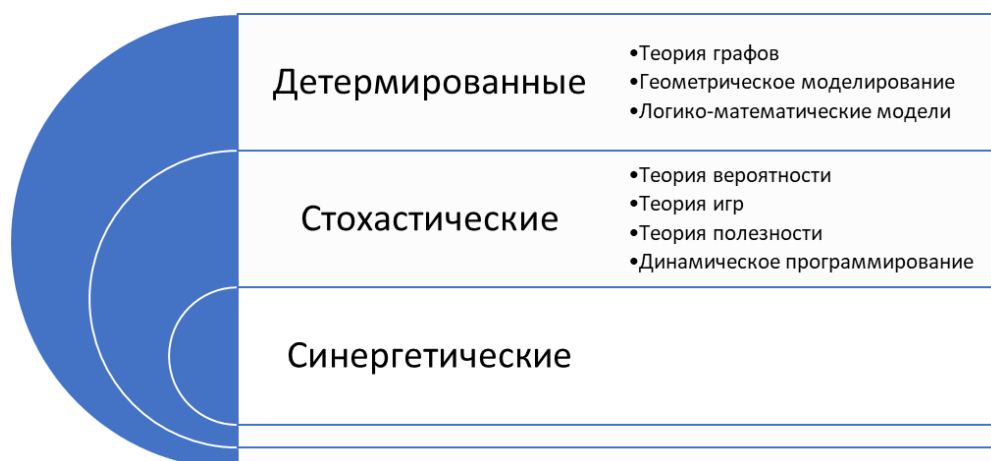 Детермированные
•Теория графов
•Геометрическое моделирование
•Логико-математические модели
Стохастические
•Теория вероятности
•Теория игр
•Теория полезности
•Динамическое программирование
Синергетические